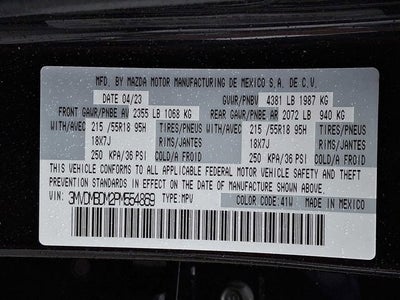 MFD. BY MAZDA MOTOR MANUFACTURING DE MEXICO S.A. DE C.V.
DATE 04/23 GVWR/PNBV 4381 LB 1987 KG
FRONT GAWR/PNBE AV 2355 LB 1068 KG REAR GAWR/PNBE AR 2072 LB 940 KG
WITH/AVEC 215 /55R18 95H TIRES/PNEUS WITH/AVEC 215 /55R18 95H TIRES/PNEUS
18X7J RIMS/JANTES 18X7J RIMS/JANTES
250 KPA/36 PSI COLD/A FROID 250 KPA/36 PSI COLD/A FROID
THIS VEHICLE CONFORMS TO ALL APPLICABLE FEDERAL MOTOR VEHICLE SAFETY AND
THEFT PREVENTION STANDARDS IN EFFECT ON THE DATE OF MANUFACTURE SHOWN ABOVE.
VIN: 3MVDMBDM2PM554869 TYPE:MPV COLOR CODE: 41W MADE IN MEXICO